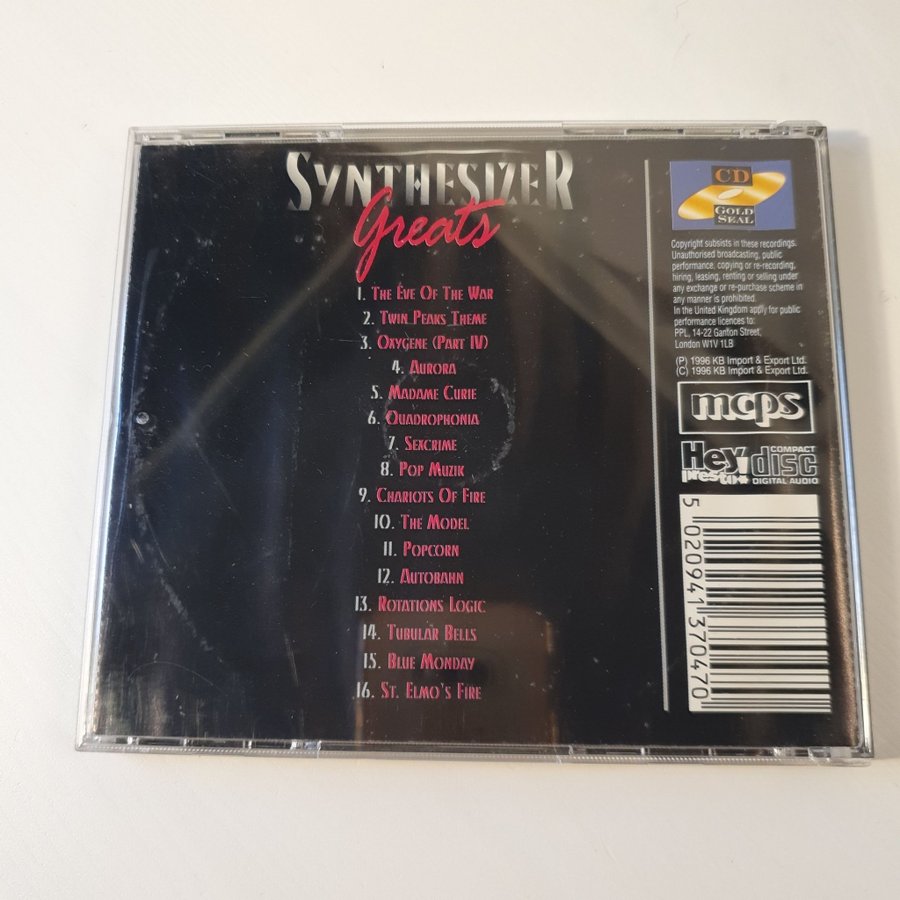 SYNTHESIZER
Greats
1. THE EVE OF THE WAR
2. TWIN PEAKS THEME
3. OXYGENE (PART IV)
4. AURORA
5. MADAME CURIE
6. QUADROPHONIA
7. SEXCRIME
8. POP MUZIK
9. CHARIOTS OF FIRE
10. THE MODEL
11. POPCORN
12. AUTOBAHN
13. ROTATIONS LOGIC
14. TUBULAR BELLS
15. BLUE MONDAY
16. ST. ELMO'S FIRE
CD
GOLD
SEAL
Copyright subsists in these recordings.
Unauthorised broadcasting, public
performance, copying or re-recording,
hiring, leasing, renting or selling under
any exchange or re-purchase scheme in
any manner is prohibited.
In the United Kingdom apply for public
performance licences to:
PPL, 14-22 Ganton Street,
London W1V 1LB
(P) 1996 KB Import & Export Ltd.
(C) 1996 KB Import & Export Ltd.
mcps
Hey
presto!
COMPACT
disc
DIGITAL AUDIO
5 020941 370470